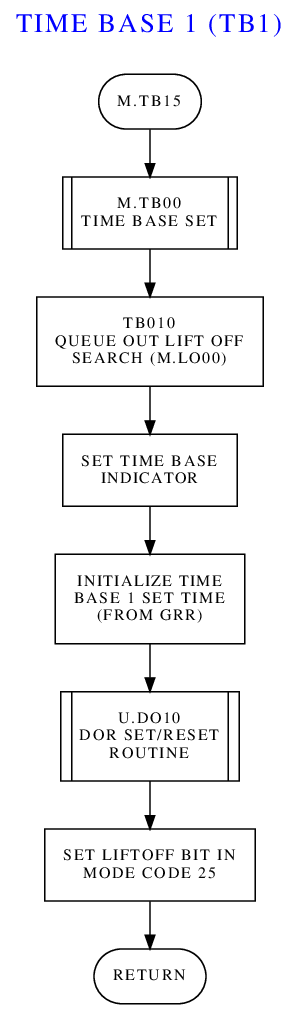 TIME BASE 1 (TB1)
M.TB15
M.TB00
TIME BASE SET
TB010
QUEUE OUT LIFT OFF
SEARCH (M.LO00)
SET TIME BASE
INDICATOR
INITIALIZE TIME
BASE 1 SET TIME
(FROM GRR)
U.DO10
DOR SET/RESET
ROUTINE
SET LIFTOFF BIT IN
MODE CODE 25
RETURN